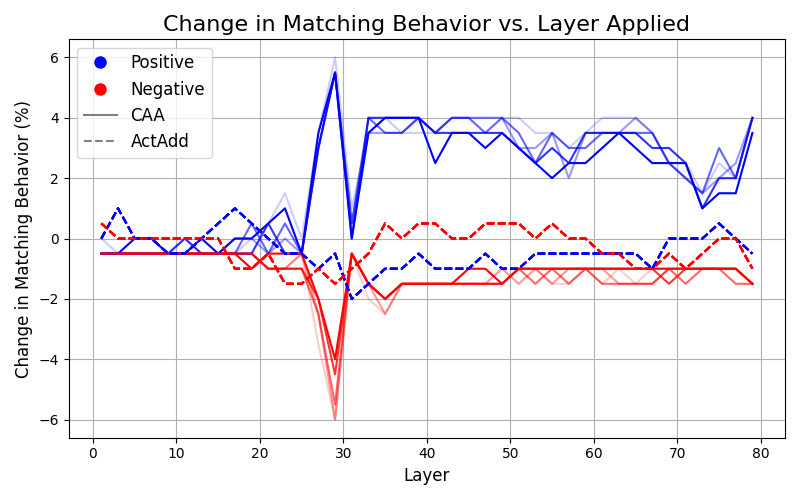 Change in Matching Behavior vs. Layer Applied
Change in Matching Behavior (%)
6
4
2
0
−2
−4
−6
Positive
Negative
CAA
ActAdd
0 10 20 30 40 50 60 70 80
Layer